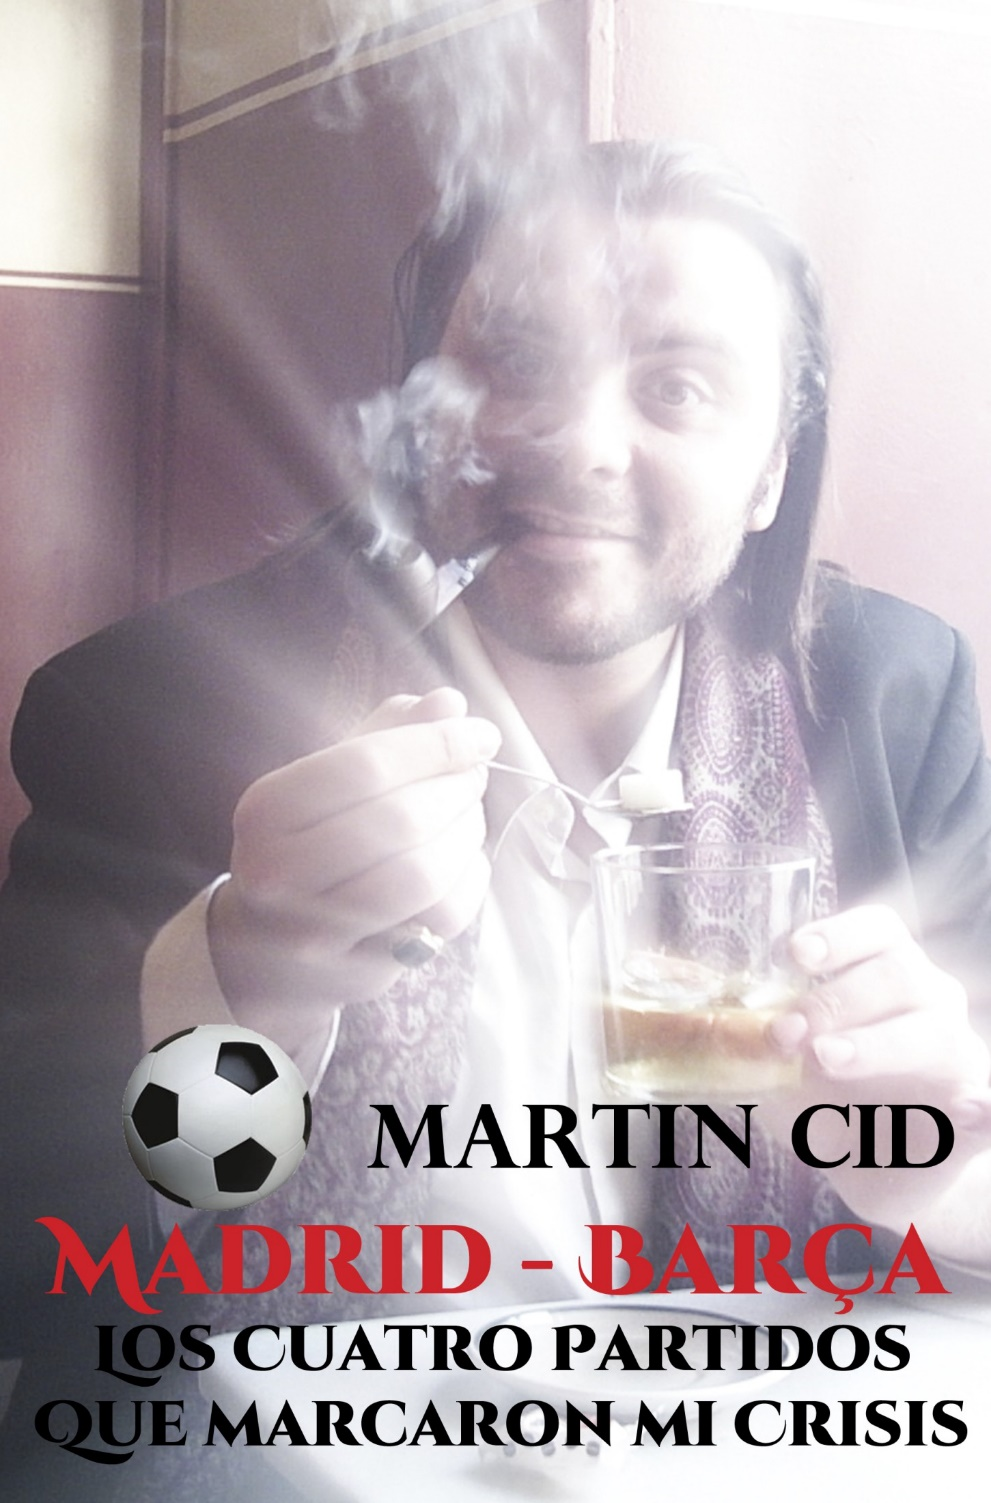 MARTIN CID
MADRID - BARÇA
LOS CUATRO PARTIDOS
QUE MARCARON MI CRISIS